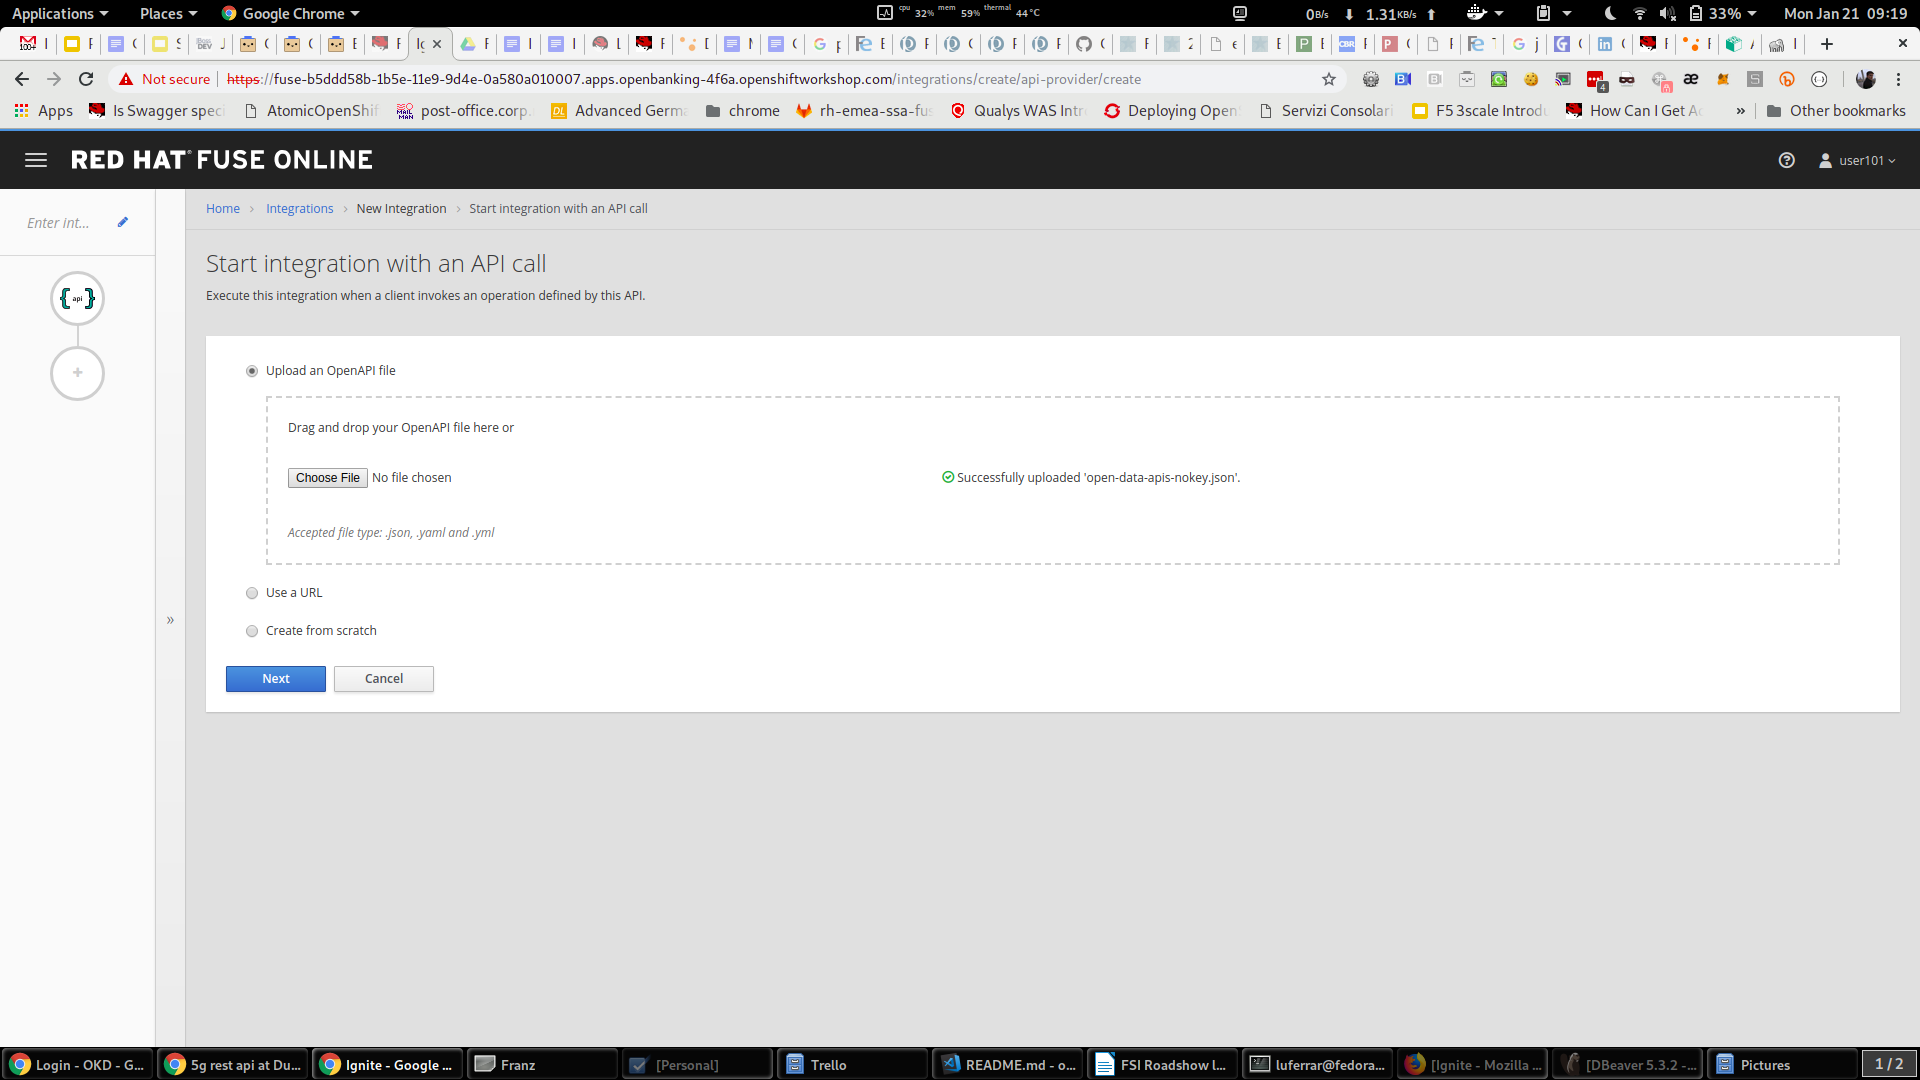 Applications
Places
Google Chrome
cpu 32% mem 59% thermal 44°C
0B/s 1.31KB/s
33%
Mon Jan 21 09:19
Not secure
https://fuse-b5ddd58b-1b5e-11e9-9d4e-0a580a010007.apps.openbanking-4f6a.openshiftworkshop.com/integrations/create/api-provider/create
Apps
Is Swagger speci
AtomicOpenShif
post-office.corp.
Advanced Germa
chrome
rh-emea-ssa-fus
Qualys WAS Intr
Deploying Open
Servizi Consolari
F5 3scale Introdu
How Can I Get Ac
»
Other bookmarks
RED HAT FUSE ONLINE
user101
Enter int...
Home > Integrations > New Integration > Start integration with an API call
Start integration with an API call
Execute this integration when a client invokes an operation defined by this API.
{ api }
+
Upload an OpenAPI file
Drag and drop your OpenAPI file here or
Choose File No file chosen
Successfully uploaded 'open-data-apis-nokey.json'.
Accepted file type: .json, .yaml and .yml
Use a URL
»
Create from scratch
Next
Cancel
Login - OKD - G...
5g rest api at Du...
Ignite - Google ...
Franz
[Personal]
Trello
README.md - o...
FSI Roadshow l...
luferrar@fedora...
[Ignite - Mozilla ...
[DBeaver 5.3.2 -...
Pictures
1 / 2